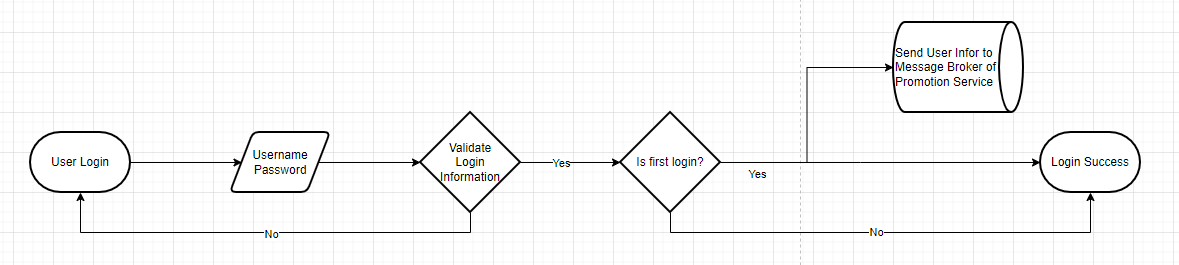 Send User Infor to
Message Broker of
Promotion Service
User Login
Username
Password
Validate
Login
Information
Yes
Is first login?
Yes
Login Success
No
No